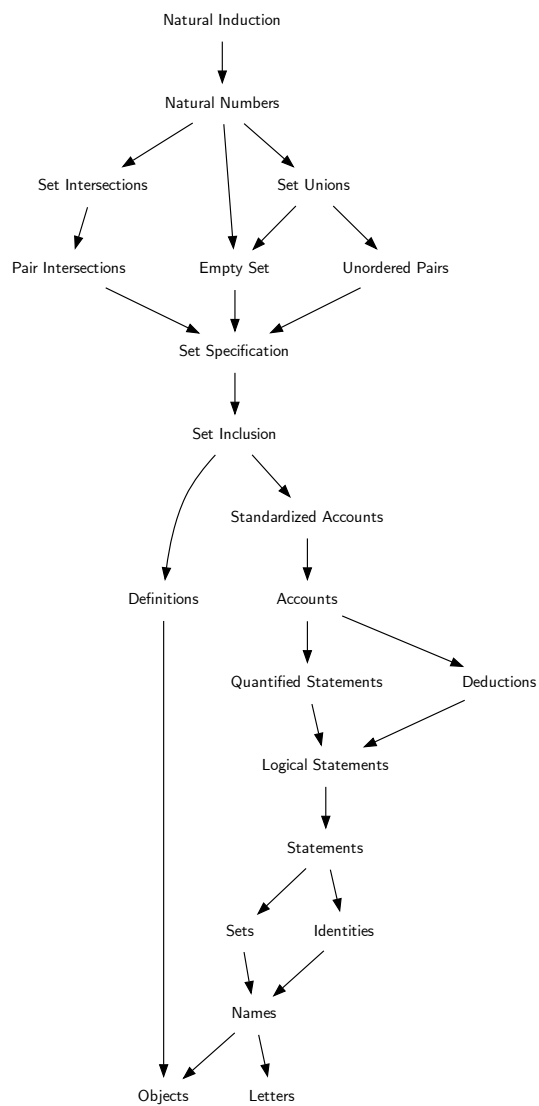 Natural Induction
Natural Numbers
Set Intersections
Set Unions
Pair Intersections
Empty Set
Unordered Pairs
Set Specification
Set Inclusion
Standardized Accounts
Definitions
Accounts
Quantified Statements
Deductions
Logical Statements
Statements
Sets
Identities
Names
Objects
Letters